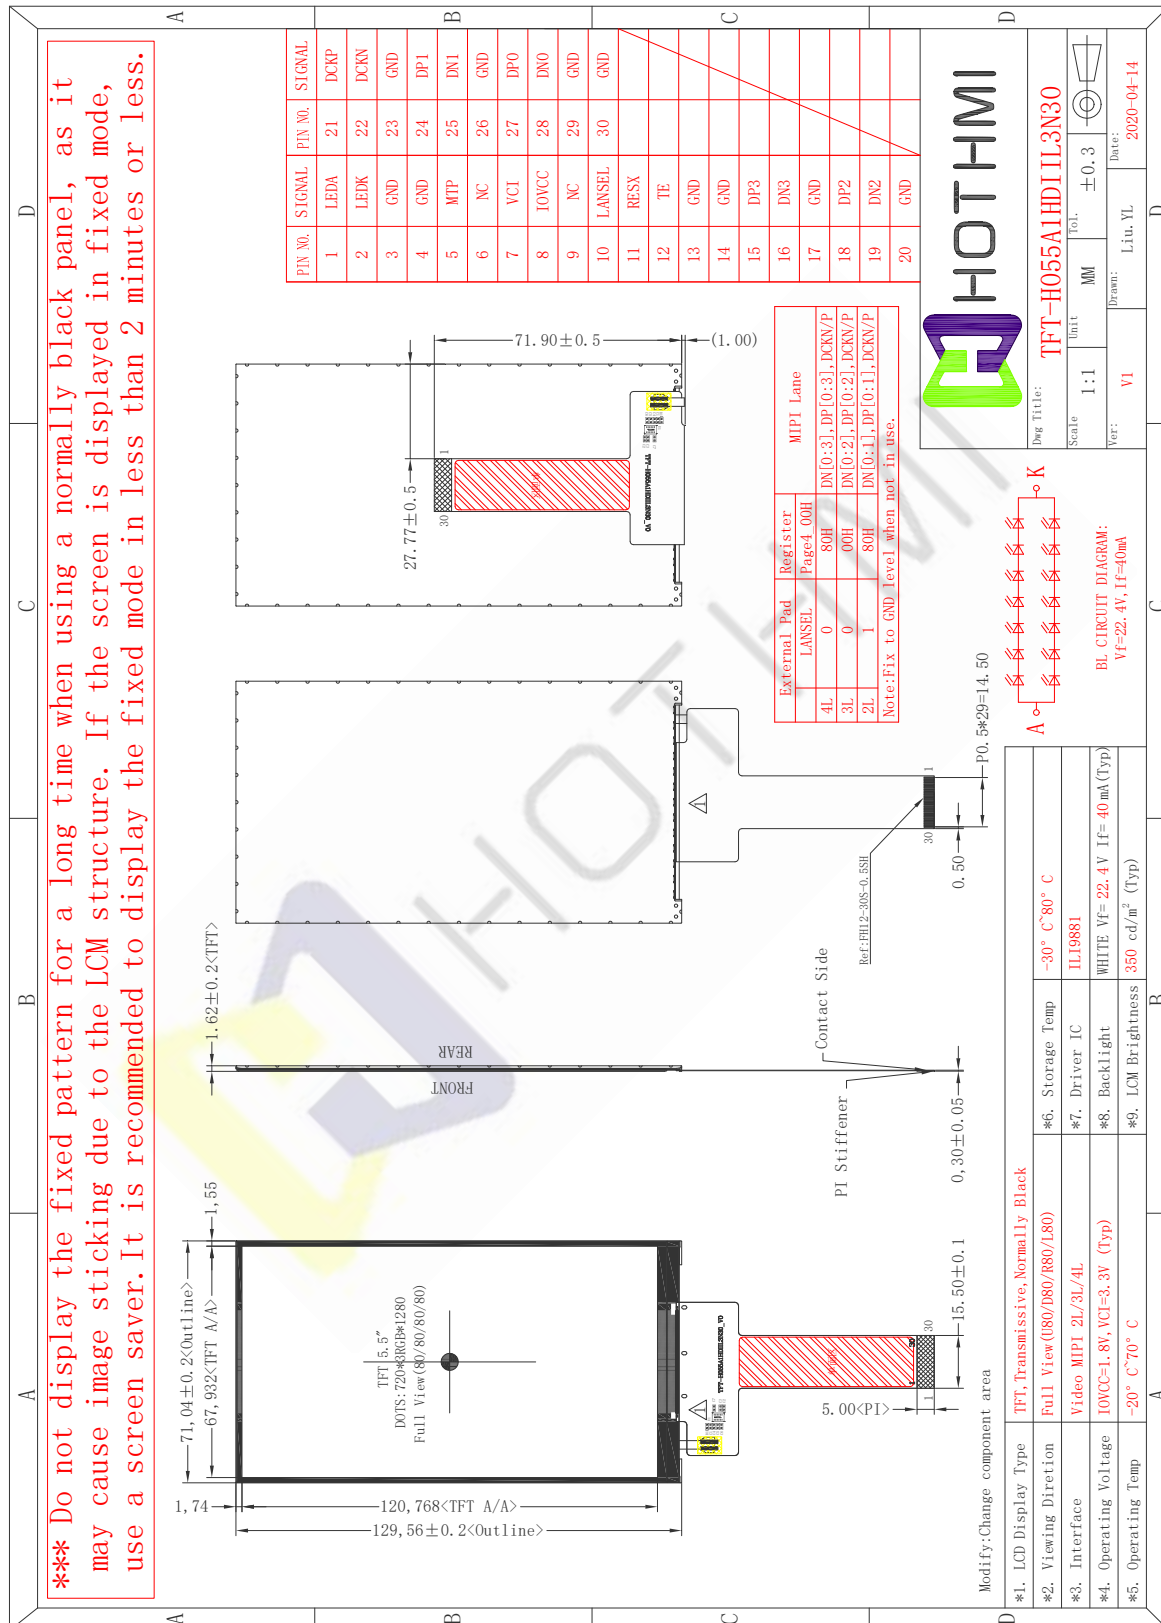 *** Do not display the fixed pattern for a long time when using a normally black panel, as it
may cause image sticking due to the LCM structure. If the screen is displayed in fixed mode,
use a screen saver.It is recommended to display the fixed mode in less than 2 minutes or less.
A
B
C
D
A
B
C
D
71,04±0.2<Outline>
67,932<TFT A/A>
1,55
1,74
120,768<TFT A/A>
129,56±0.2<Outline>
TFT 5.5"
DOTS:720*3RGB*1280
Full View(80/80/80/80)
TFT-H055A1HDIIL3N30_V0
1
30
5.00<PI>
15.50±0.1
1.62±0.2<TFT>
FRONT
REAR
PI Stiffener
Contact Side
0,30±0.05
Ref:FH12-30S-0.5SH
30
1
0.50
P0.5*29=14.50
27.77±0.5
71.90±0.5
(1.00)
30
1
TFT-H055A1HDIIL3N30_V0
PIN NO. SIGNAL PIN NO. SIGNAL
1 LEDA 21 DCKP
2 LEDK 22 DCKN
3 GND 23 GND
4 GND 24 DP1
5 MTP 25 DN1
6 NC 26 GND
7 VCI 27 DP0
8 IOVCC 28 DN0
9 NC 29 GND
10 LANSEL 30 GND
11 RESX
12 TE
13 GND
14 GND
15 DP3
16 DN3
17 GND
18 DP2
19 DN2
20 GND
External Pad Register MIPI Lane
LANSEL Page4_00H
4L 0 80H DN[0:3],DP[0:3],DCKN/P
3L 0 00H DN[0:2],DP[0:2],DCKN/P
2L 1 80H DN[0:1],DP[0:1],DCKN/P
Note:Fix to GND level when not in use.
A
K
BL CIRCUIT DIAGRAM:
Vf=22.4V,If=40mA
Modify:Change component area
*1. LCD Display Type TFT,Transmissive,Normally Black
*2. Viewing Diretion Full View(U80/D80/R80/L80)
*3. Interface Video MIPI 2L/3L/4L
*4. Operating Voltage IOVCC=1.8V,VCI=3.3V (Typ)
*5. Operating Temp -20° C~70° C
*6. Storage Temp -30° C~80° C
*7. Driver IC ILI9881
*8. Backlight WHITE Vf= 22.4V If= 40 mA(Typ)
*9. LCM Brightness 350 cd/m² (Typ)
HOTHMI
Dwg Title: TFT-H055A1HDIIL3N30
Scale 1:1 Unit MM Tol. ±0.3
Ver: V1 Drawn: Liu.YL Date: 2020-04-14
A
B
C
D
A
B
C
D
HOTHMI